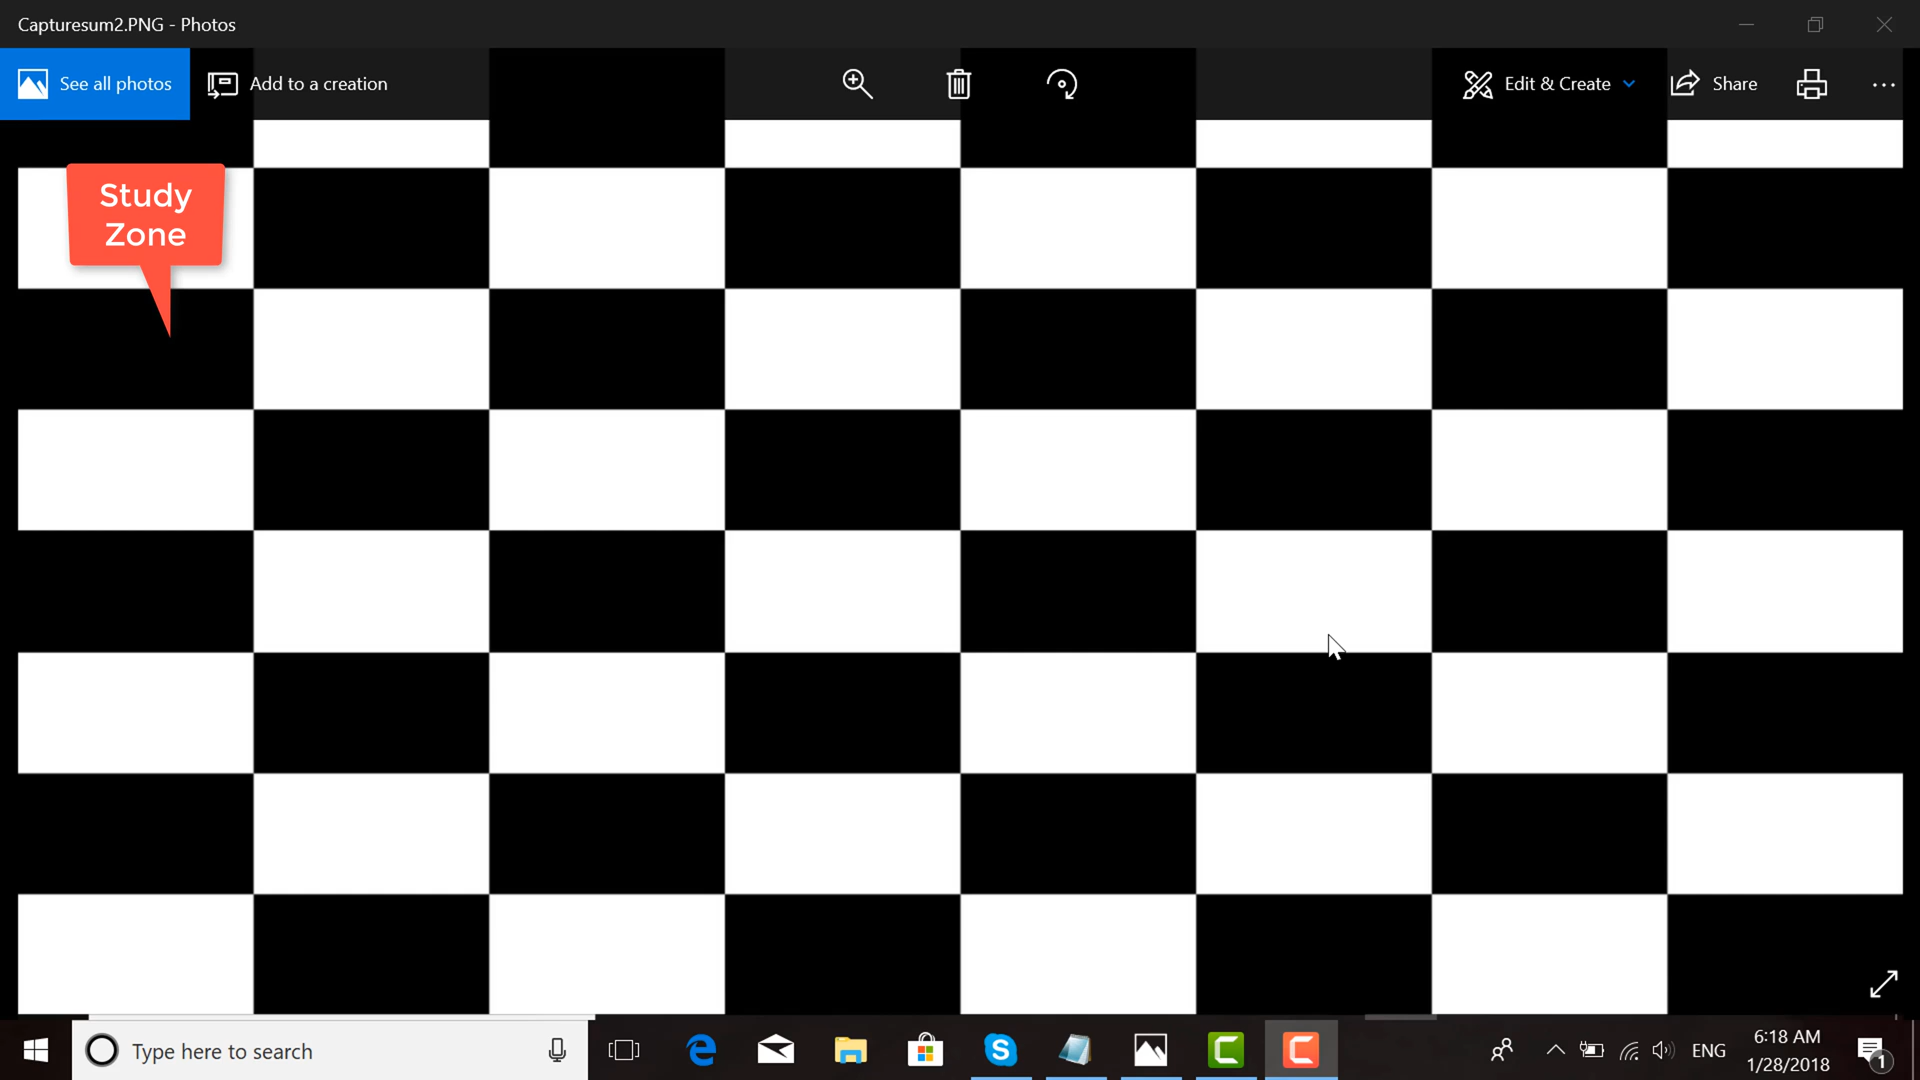 Capturesum2.PNG - Photos
See all photos
Add to a creation
Edit & Create
Share
Study
Zone
Type here to search
ENG
6:18 AM
1/28/2018
1